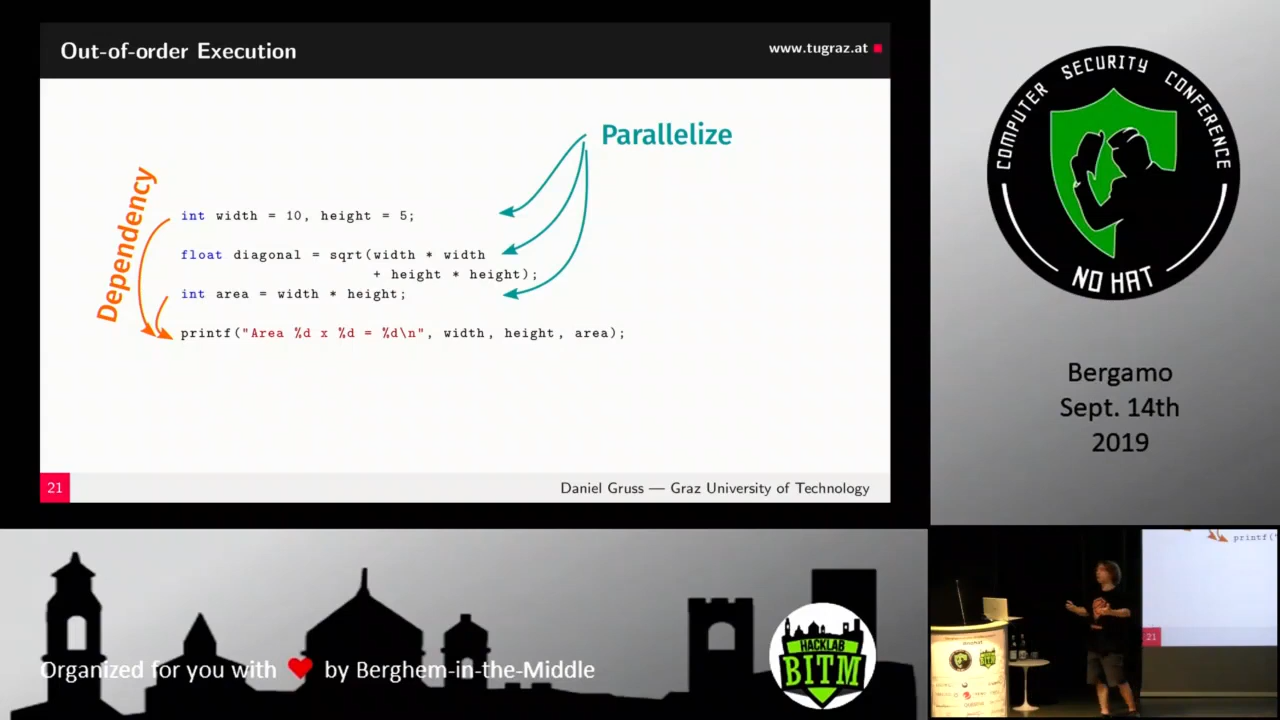 Out-of-order Execution
www.tugraz.at
Parallelize
Dependency
int width = 10, height = 5;
float diagonal = sqrt(width * width
+ height * height);
int area = width * height;
printf("Area %d x %d = %d\n", width, height, area);
21
Daniel Gruss — Graz University of Technology
COMPUTER SECURITY CONFERENCE
NO HAT
Bergamo
Sept. 14th
2019
Organized for you with ❤ by Berghem-in-the-Middle
HACKLAB
BITM
printf("
21